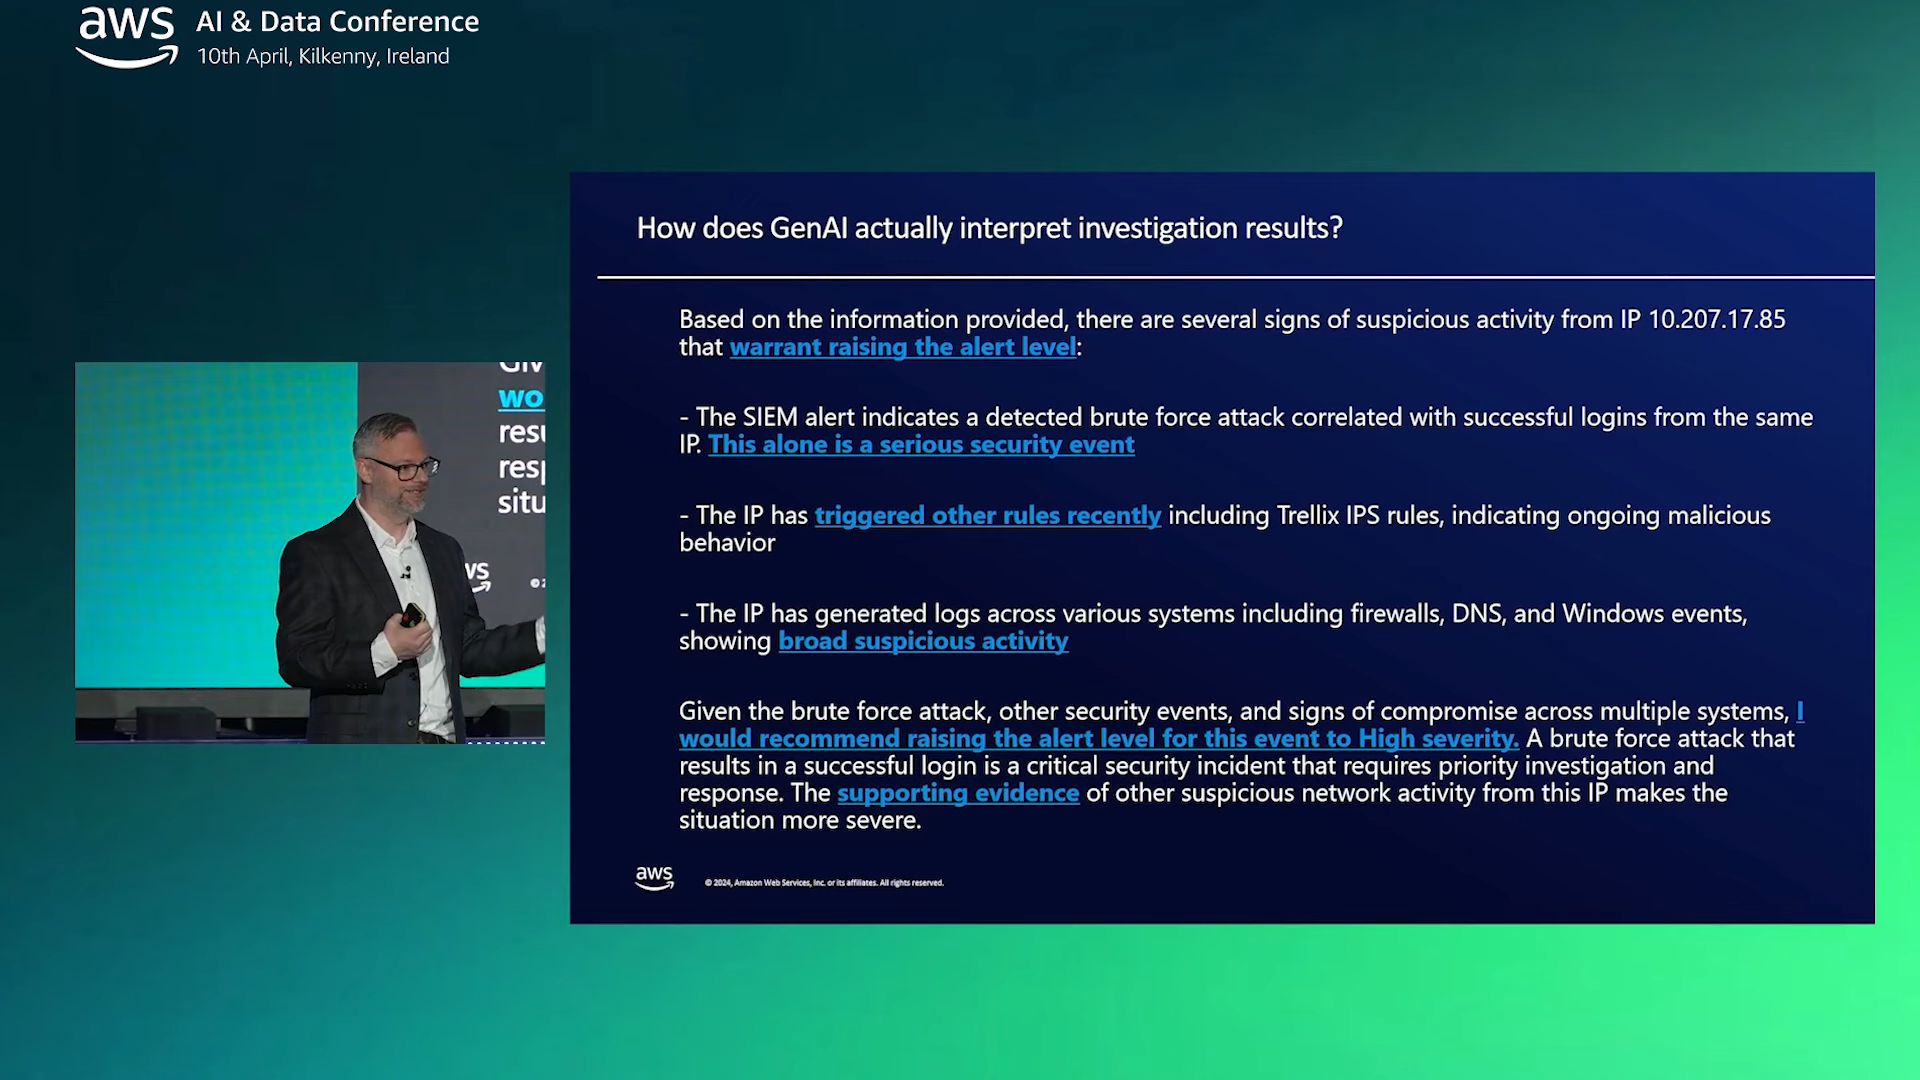 aws
AI & Data Conference
10th April, Kilkenny, Ireland
How does GenAI actually interpret investigation results?
Based on the information provided, there are several signs of suspicious activity from IP 10.207.17.85
that warrant raising the alert level:
- The SIEM alert indicates a detected brute force attack correlated with successful logins from the same
IP. This alone is a serious security event
- The IP has triggered other rules recently including Trellix IPS rules, indicating ongoing malicious
behavior
- The IP has generated logs across various systems including firewalls, DNS, and Windows events,
showing broad suspicious activity
Given the brute force attack, other security events, and signs of compromise across multiple systems, I
would recommend raising the alert level for this event to High severity. A brute force attack that
results in a successful login is a critical security incident that requires priority investigation and
response. The supporting evidence of other suspicious network activity from this IP makes the
situation more severe.
aws
© 2024, Amazon Web Services, Inc. or its affiliates. All rights reserved.